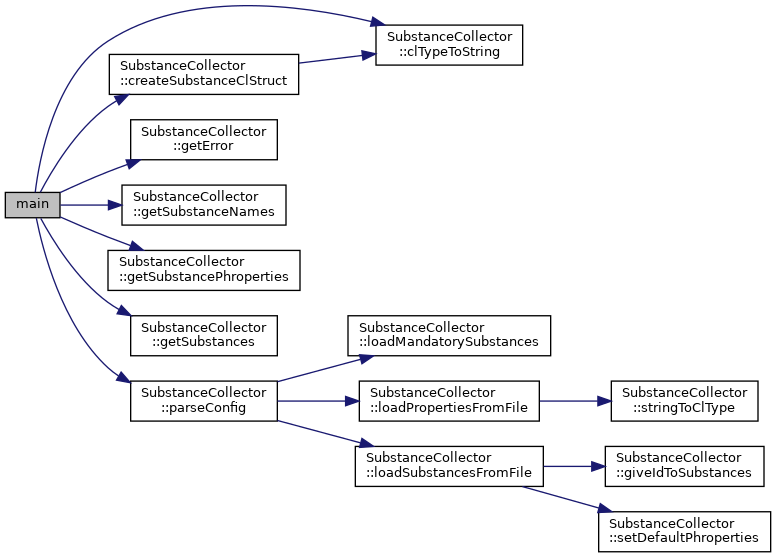 main
SubstanceCollector
::clTypeToString
SubstanceCollector
::createSubstanceClStruct
SubstanceCollector
::getError
SubstanceCollector
::getSubstanceNames
SubstanceCollector
::getSubstancePhroperties
SubstanceCollector
::getSubstances
SubstanceCollector
::parseConfig
SubstanceCollector
::loadMandatorySubstances
SubstanceCollector
::loadPropertiesFromFile
SubstanceCollector
::stringToClType
SubstanceCollector
::loadSubstancesFromFile
SubstanceCollector
::giveIdToSubstances
SubstanceCollector
::setDefaultPhroperties